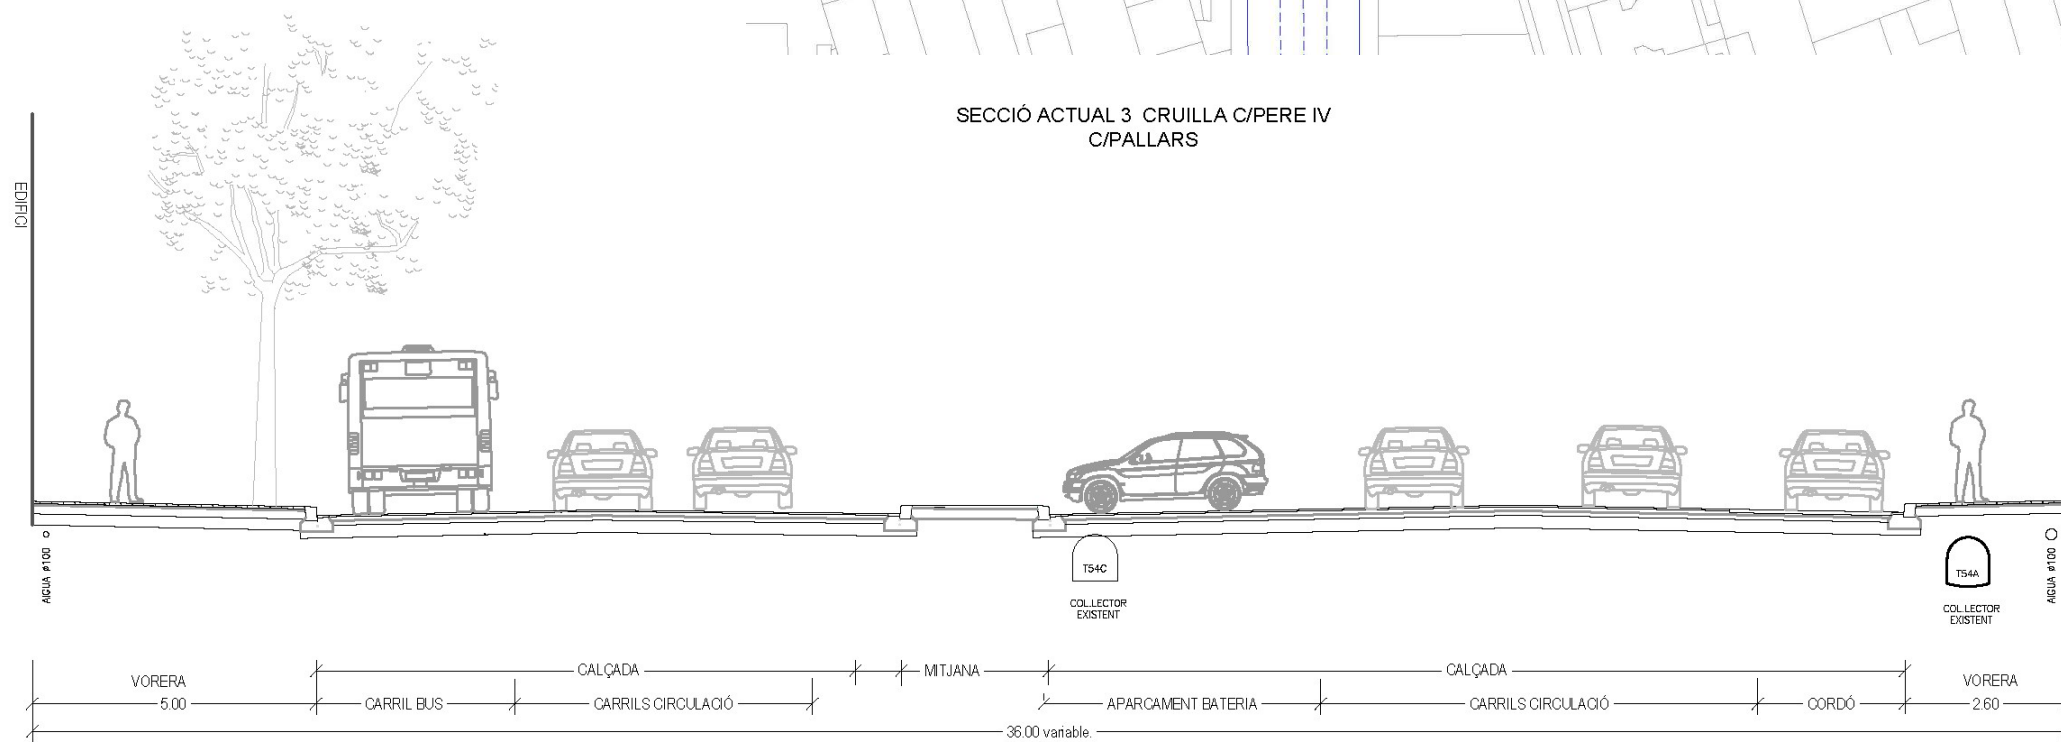 SECCIÓ ACTUAL 3 CRUILLA C/PERE IV
C/PALLARS
EDIFICI
AIGUA ø100
T54C
COL.LECTOR
EXISTENT
T54A
COL.LECTOR
EXISTENT
AIGUA ø100
CALÇADA
MITJANA
CALÇADA
VORERA
VORERA
5.00
CARRIL BUS
CARRILS CIRCULACIÓ
APARCAMENT BATERIA
CARRILS CIRCULACIÓ
CORDÓ
2.60
36.00 variable.